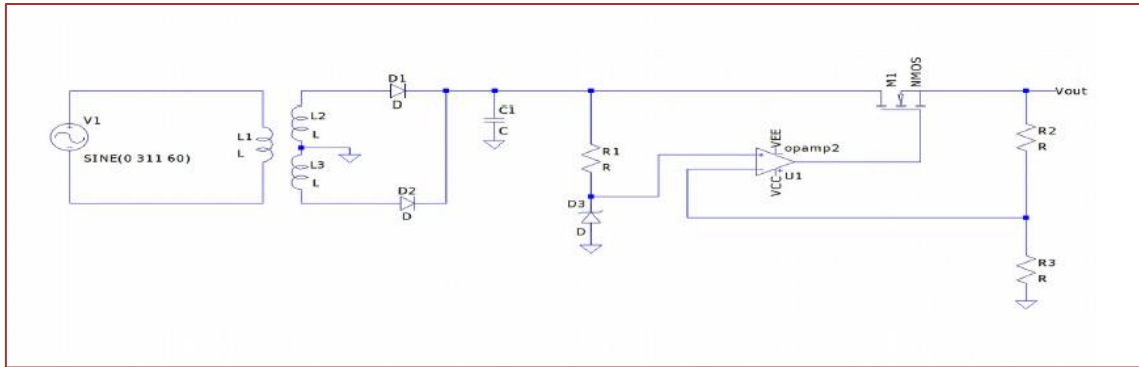 V1
SINE(0 311 60)
L1
L
L2
L
L3
L
D1
D
D2
D
C1
C
R1
R
D3
D
VEE
opamp2
VCC
U1
M1
NMOS
Vout
R2
R
R3
R